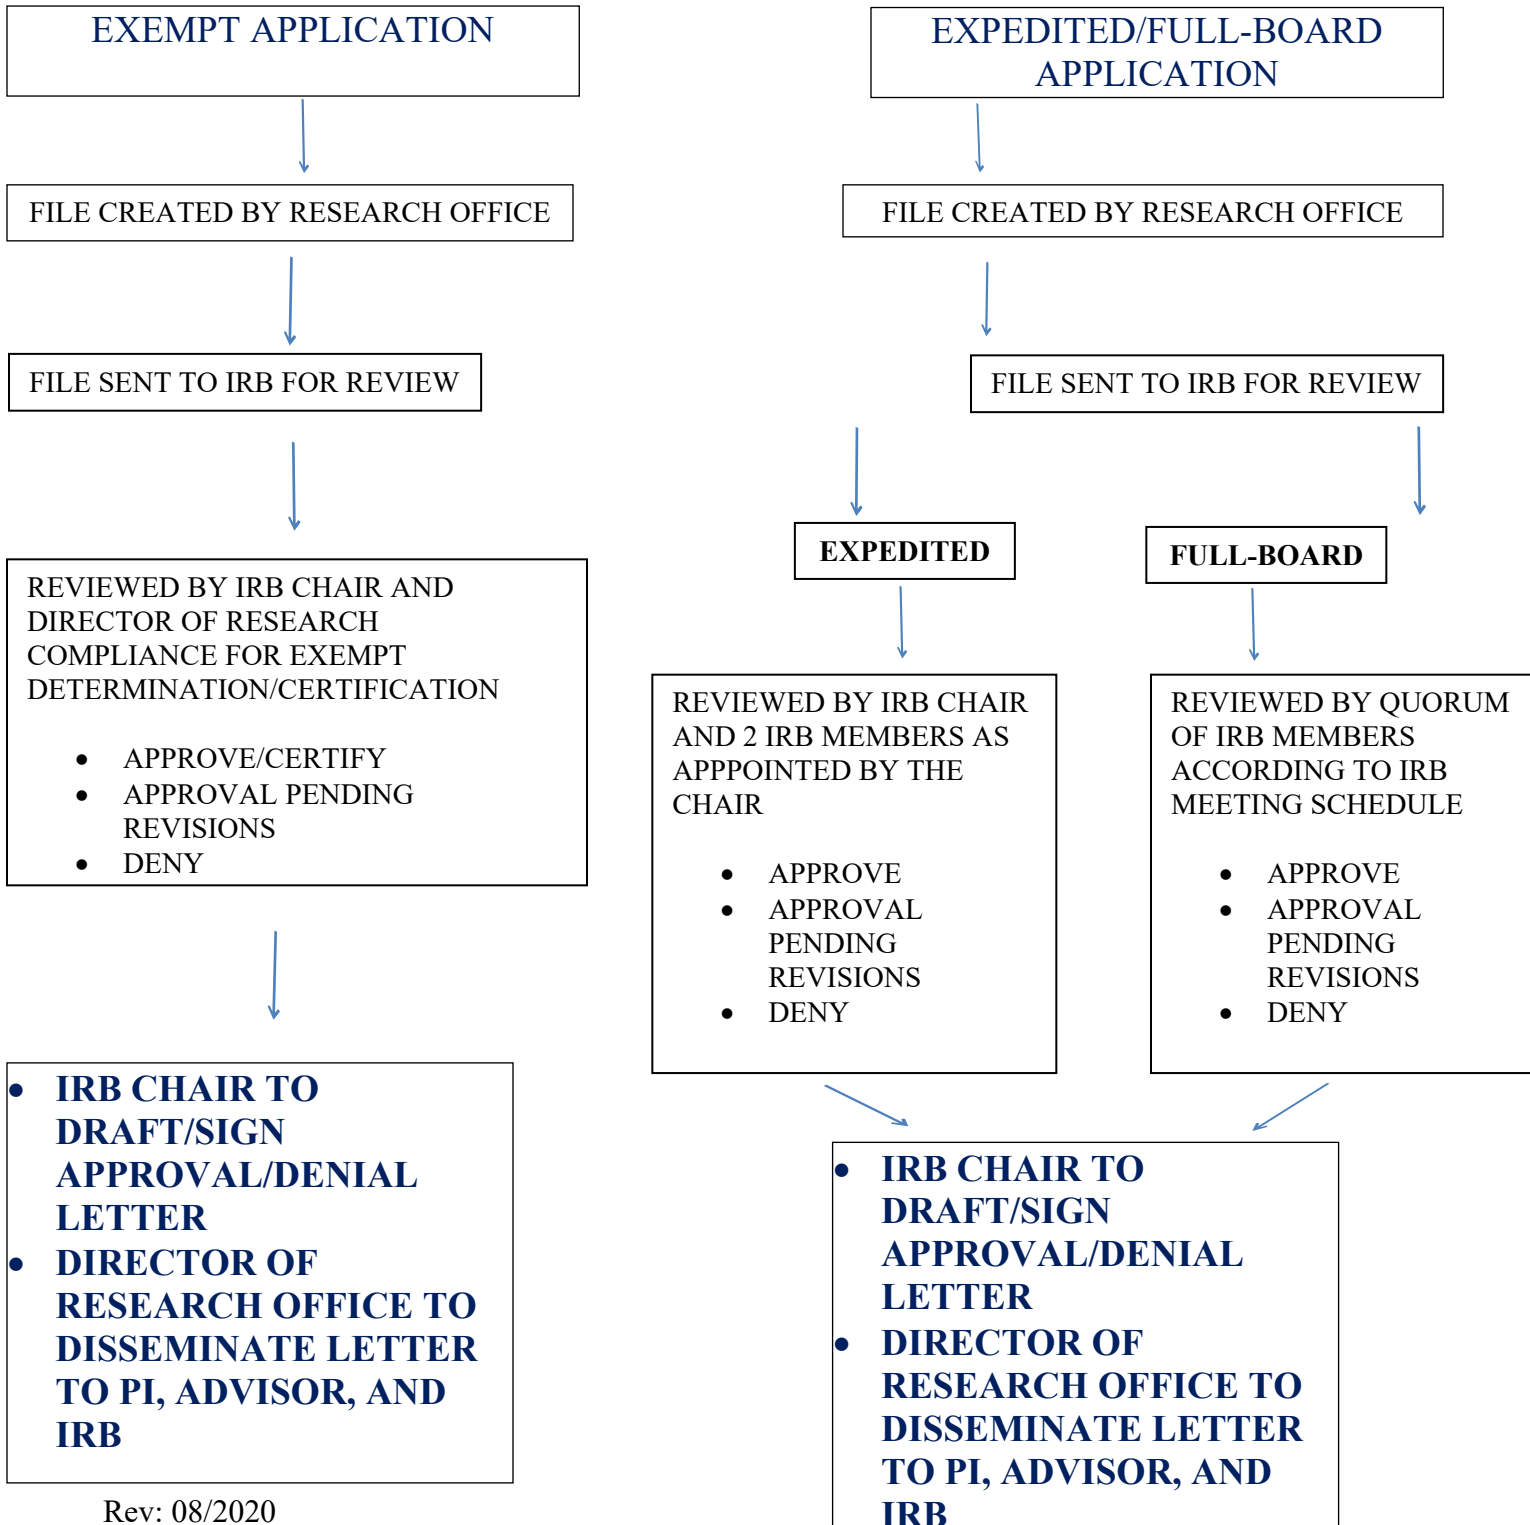 EXEMPT APPLICATION
FILE CREATED BY RESEARCH OFFICE
FILE SENT TO IRB FOR REVIEW
REVIEWED BY IRB CHAIR AND
DIRECTOR OF RESEARCH
COMPLIANCE FOR EXEMPT
DETERMINATION/CERTIFICATION
• APPROVE/CERTIFY
• APPROVAL PENDING
REVISIONS
• DENY
• IRB CHAIR TO
DRAFT/SIGN
APPROVAL/DENIAL
LETTER
• DIRECTOR OF
RESEARCH OFFICE TO
DISSEMINATE LETTER
TO PI, ADVISOR, AND
IRB
Rev: 08/2020
EXPEDITED/FULL-BOARD
APPLICATION
FILE CREATED BY RESEARCH OFFICE
FILE SENT TO IRB FOR REVIEW
EXPEDITED
REVIEWED BY IRB CHAIR
AND 2 IRB MEMBERS AS
APPPOINTED BY THE
CHAIR
• APPROVE
• APPROVAL
PENDING
REVISIONS
• DENY
FULL-BOARD
REVIEWED BY QUORUM
OF IRB MEMBERS
ACCORDING TO IRB
MEETING SCHEDULE
• APPROVE
• APPROVAL
PENDING
REVISIONS
• DENY
• IRB CHAIR TO
DRAFT/SIGN
APPROVAL/DENIAL
LETTER
• DIRECTOR OF
RESEARCH OFFICE TO
DISSEMINATE LETTER
TO PI, ADVISOR, AND
IRB